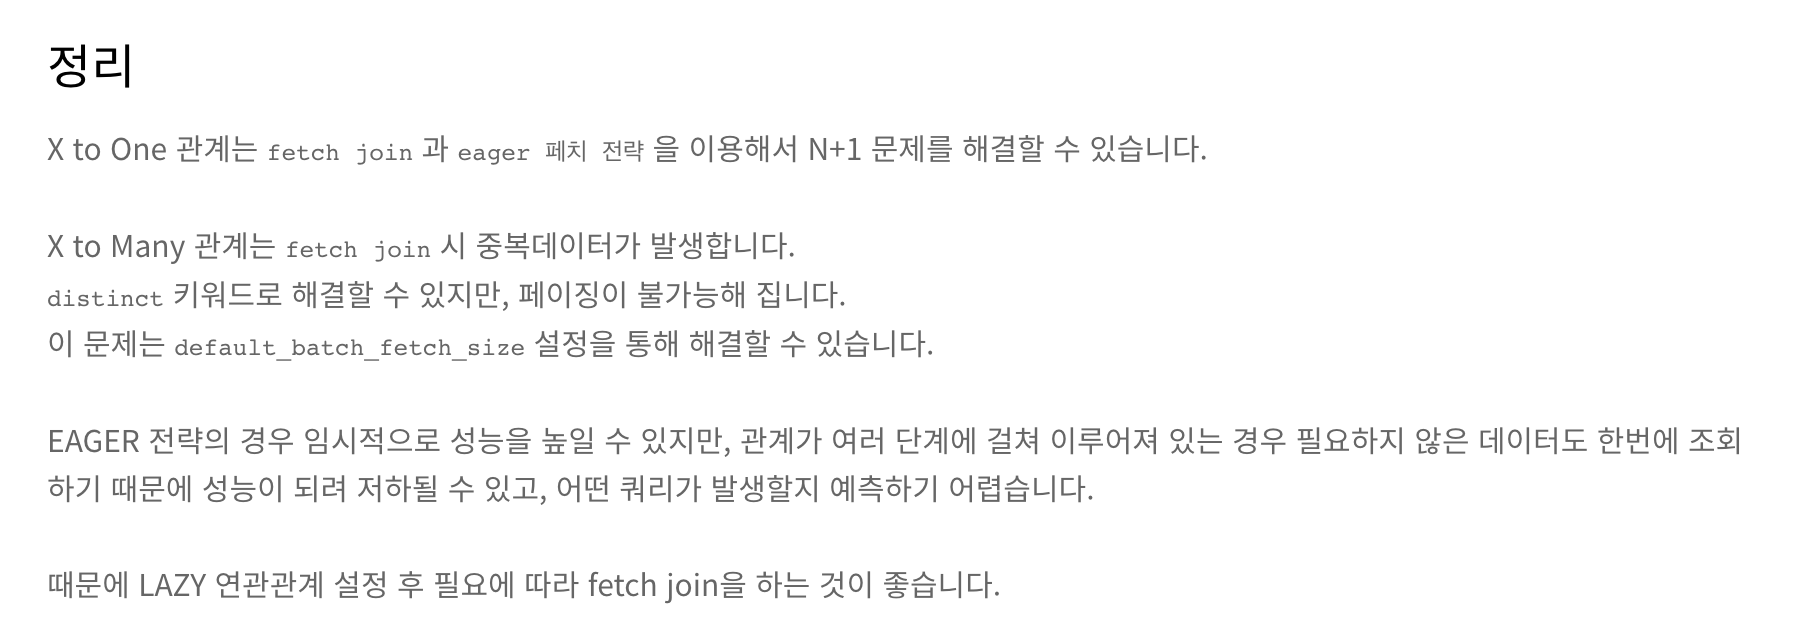 정리
X to One 관계는 fetch join 과 eager 페치 전략 을 이용해서 N+1 문제를 해결할 수 있습니다.
X to Many 관계는 fetch join 시 중복데이터가 발생합니다.
distinct 키워드로 해결할 수 있지만, 페이징이 불가능해 집니다.
이 문제는 default_batch_fetch_size 설정을 통해 해결할 수 있습니다.
EAGER 전략의 경우 임시적으로 성능을 높일 수 있지만, 관계가 여러 단계에 걸쳐 이루어져 있는 경우 필요하지 않은 데이터도 한번에 조회
하기 때문에 성능이 되려 저하될 수 있고, 어떤 쿼리가 발생할지 예측하기 어렵습니다.
때문에 LAZY 연관관계 설정 후 필요에 따라 fetch join을 하는 것이 좋습니다.